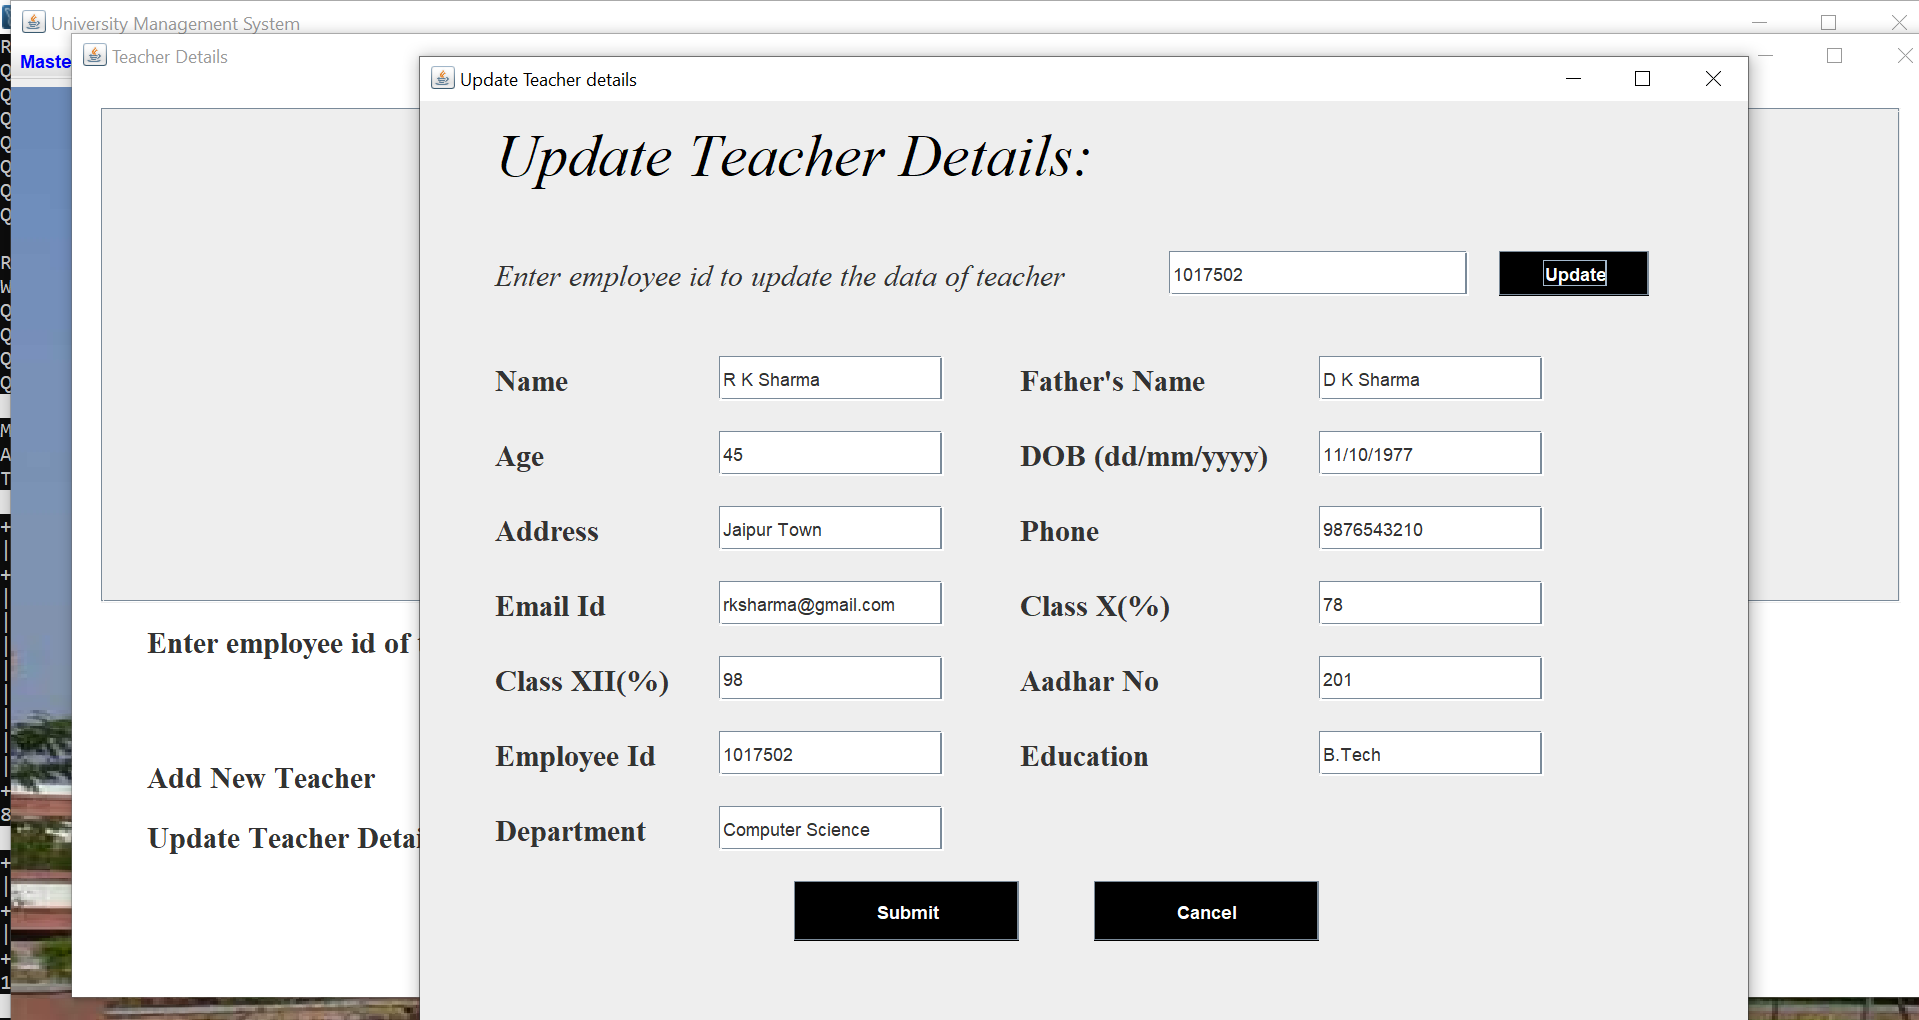 University Management System
Maste
Teacher Details
Update Teacher details
Update Teacher Details:
Enter employee id to update the data of teacher 1017502 Update
Name R K Sharma Father's Name D K Sharma
Age 45 DOB (dd/mm/yyyy) 11/10/1977
Address Jaipur Town Phone 9876543210
Email Id rksharma@gmail.com Class X(%) 78
Class XII(%) 98 Aadhar No 201
Employee Id 1017502 Education B.Tech
Department Computer Science
Submit Cancel
Enter employee id of
Add New Teacher
Update Teacher Detai
R
Q
Q
Q
Q
Q
Q
Q
R
W
Q
Q
Q
Q
M
A
T
8
1